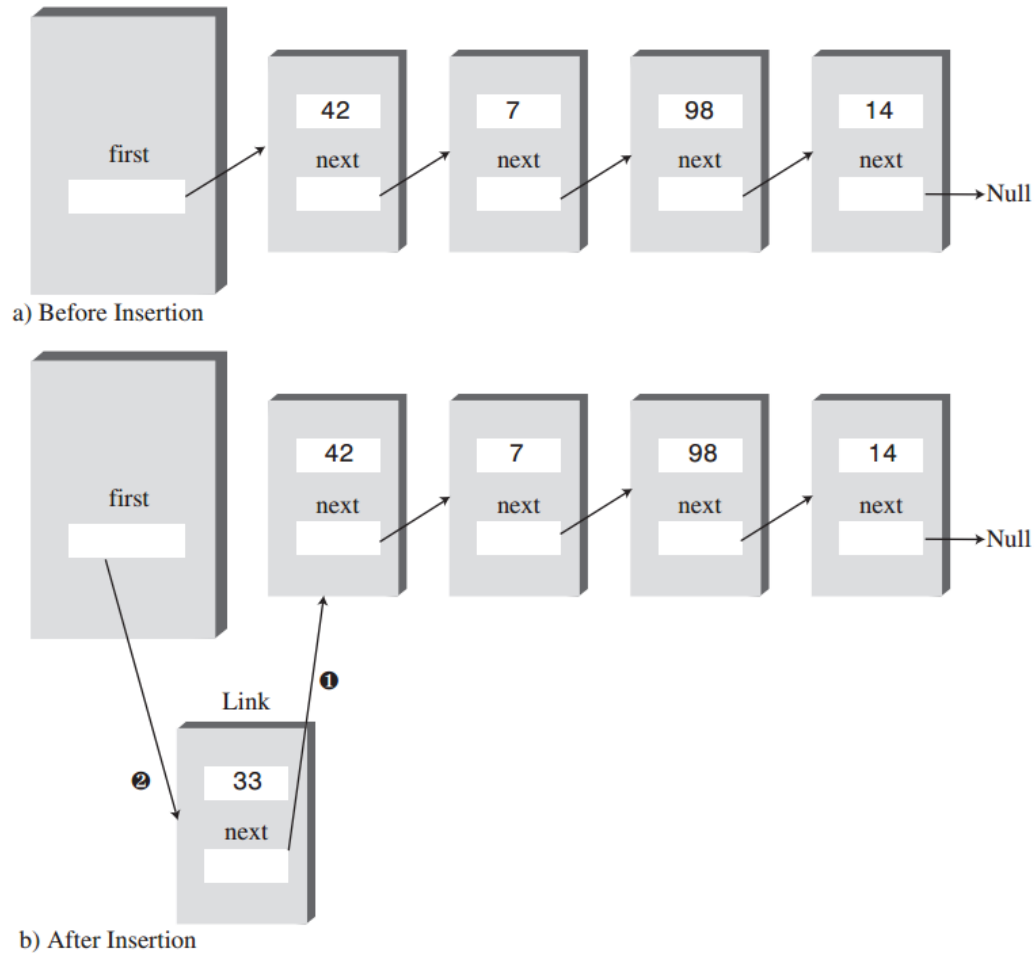 42 7 98 14
first next next next next
Null
a) Before Insertion
42 7 98 14
first next next next next
Null
❶
Link
❷ 33
next
b) After Insertion